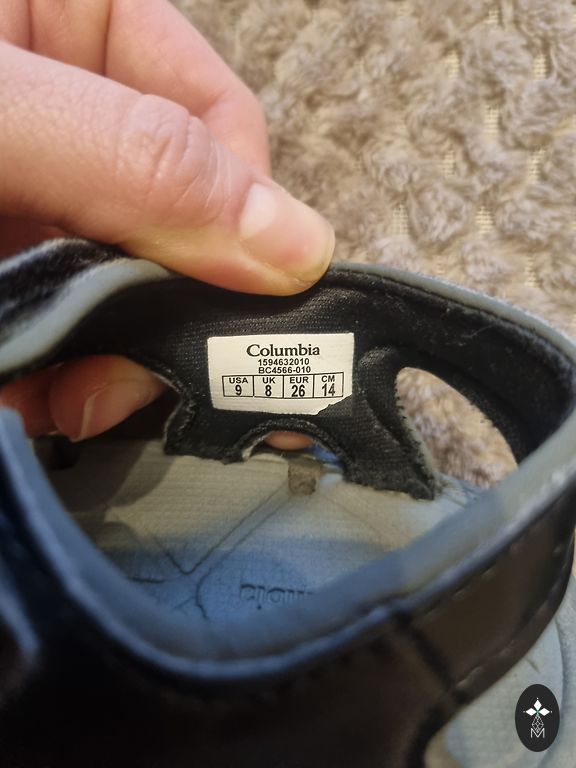 Columbia
1594632010
BC4566-010
USA UK EUR CM
9 8 26 14
M